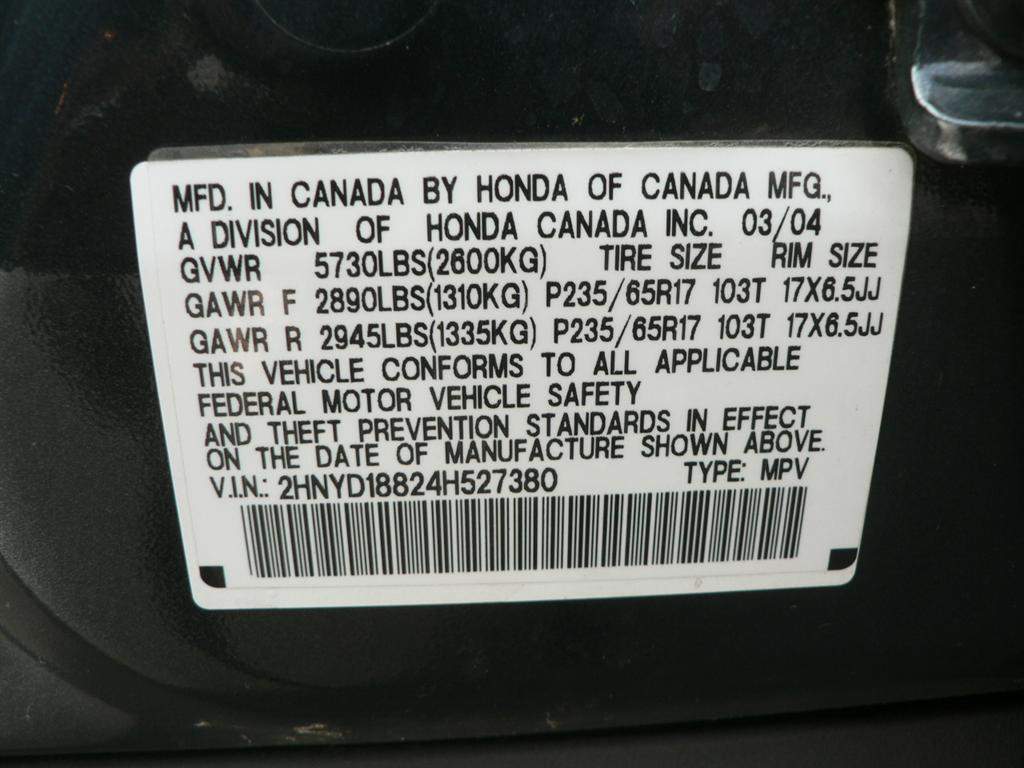 MFD. IN CANADA BY HONDA OF CANADA MFG.,
A DIVISION OF HONDA CANADA INC. 03/04
GVWR 5730LBS(2600KG) TIRE SIZE RIM SIZE
GAWR F 2890LBS(1310KG) P235/65R17 103T 17X6.5JJ
GAWR R 2945LBS(1335KG) P235/65R17 103T 17X6.5JJ
THIS VEHICLE CONFORMS TO ALL APPLICABLE
FEDERAL MOTOR VEHICLE SAFETY
AND THEFT PREVENTION STANDARDS IN EFFECT
ON THE DATE OF MANUFACTURE SHOWN ABOVE.
V.I.N.: 2HNYD18824H527380 TYPE: MPV